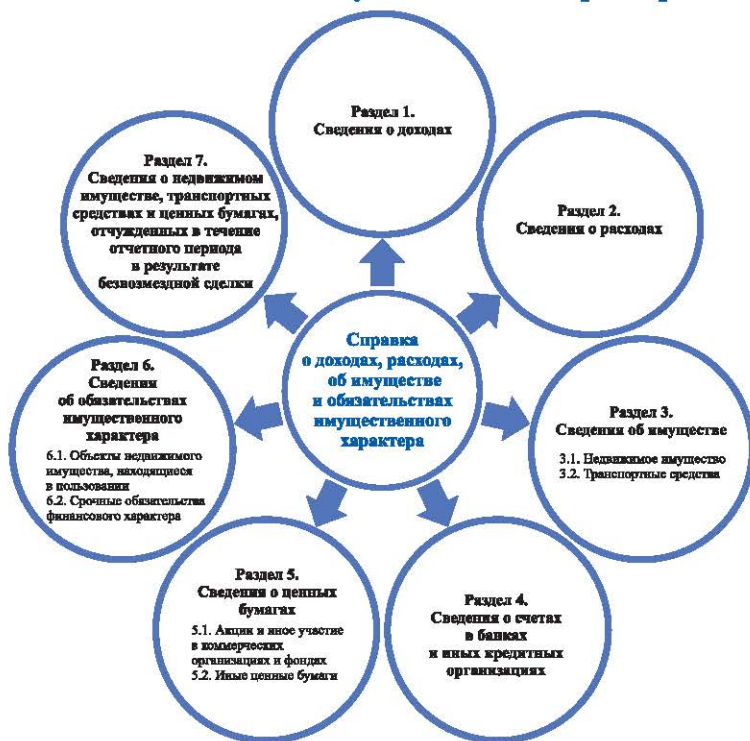 Раздел 1.
Сведения о доходах
Раздел 2.
Сведения о расходах
Раздел 3.
Сведения об имуществе
3.1. Недвижимое имущество
3.2. Транспортные средства
Раздел 4.
Сведения о счетах
в банках
и иных кредитных
организациях
Раздел 5.
Сведения о ценных
бумагах
5.1. Акции и иное участие
в коммерческих
организациях и фондах
5.2. Иные ценные бумаги
Раздел 6.
Сведения
об обязательствах
имущественного
характера
6.1. Объекты недвижимого
имущества, находящиеся
в пользовании
6.2. Срочные обязательства
финансового характера
Раздел 7.
Сведения о недвижимом
имуществе, транспортных
средствах и ценных бумагах,
отчужденных в течение
отчетного периода
в результате
безвозмездной сделки
Справка
о доходах, расходах,
об имуществе
и обязательствах
имущественного
характера